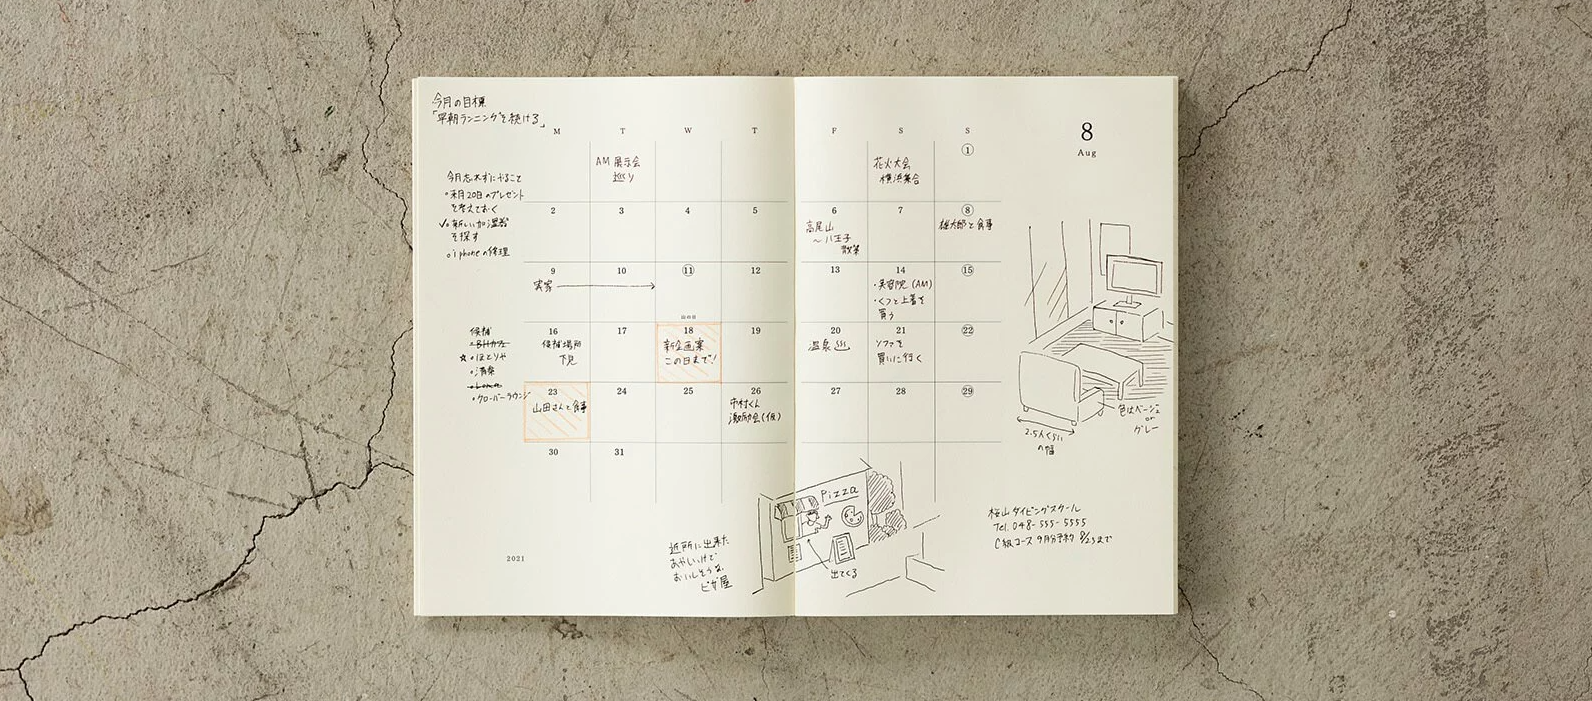 今月の目標
「早朝ランニングを続ける」
M T W T F S S
8
Aug
1
AM 展示会
巡り
花火大会
横浜集合
今月忘れずにやること
・来月20日のプレゼント
を考えておく
✓・新しい加湿器
を探す
・iphoneの修理
2 3 4 5 6 7 8
高尾山
〜八王子
散策
雄太郎と食事
9 10 11 12 13 14 15
実家
・美容院 (AM)
・くつと上着を
買う
山の日
16 17 18 19 20 21 22
候補場所
下見
新企画案
この日まで!
温泉
ソファを
買いに行く
候補
☆・ほとりや
・清楽
・クローバーラウンジ
23 24 25 26 27 28 29
山田さんと食事
中村くん
激励会(仮)
30 31
色はベージュ
or
グレー
2.5人くらい
の幅
Pizza
出てくる
近所に出来た
あやしいけど
おいしそうな
ピザ屋
桜山タイピングスクール
Tel. 048-555-5555
C級コース 9月分予約 8/25まで
2021